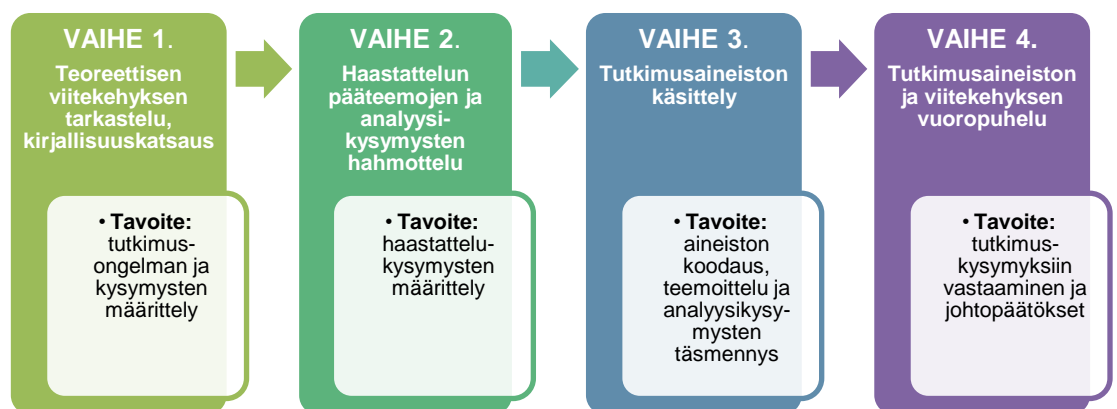 VAIHE 1.
Teoreettisen
viitekehyksen
tarkastelu,
kirjallisuuskatsaus
• Tavoite:
tutkimus-
ongelman ja
kysymysten
määrittely
VAIHE 2.
Haastattelun
pääteemojen ja
analyysi-
kysymysten
hahmottelu
• Tavoite:
haastattelu-
kysymysten
määrittely
VAIHE 3.
Tutkimusaineiston
käsittely
• Tavoite:
aineiston
koodaus,
teemoittelu ja
analyysikysy-
mysten
täsmennys
VAIHE 4.
Tutkimusaineiston
ja viitekehyksen
vuoropuhelu
• Tavoite:
tutkimus-
kysymyksiin
vastaaminen ja
johtopäätökset